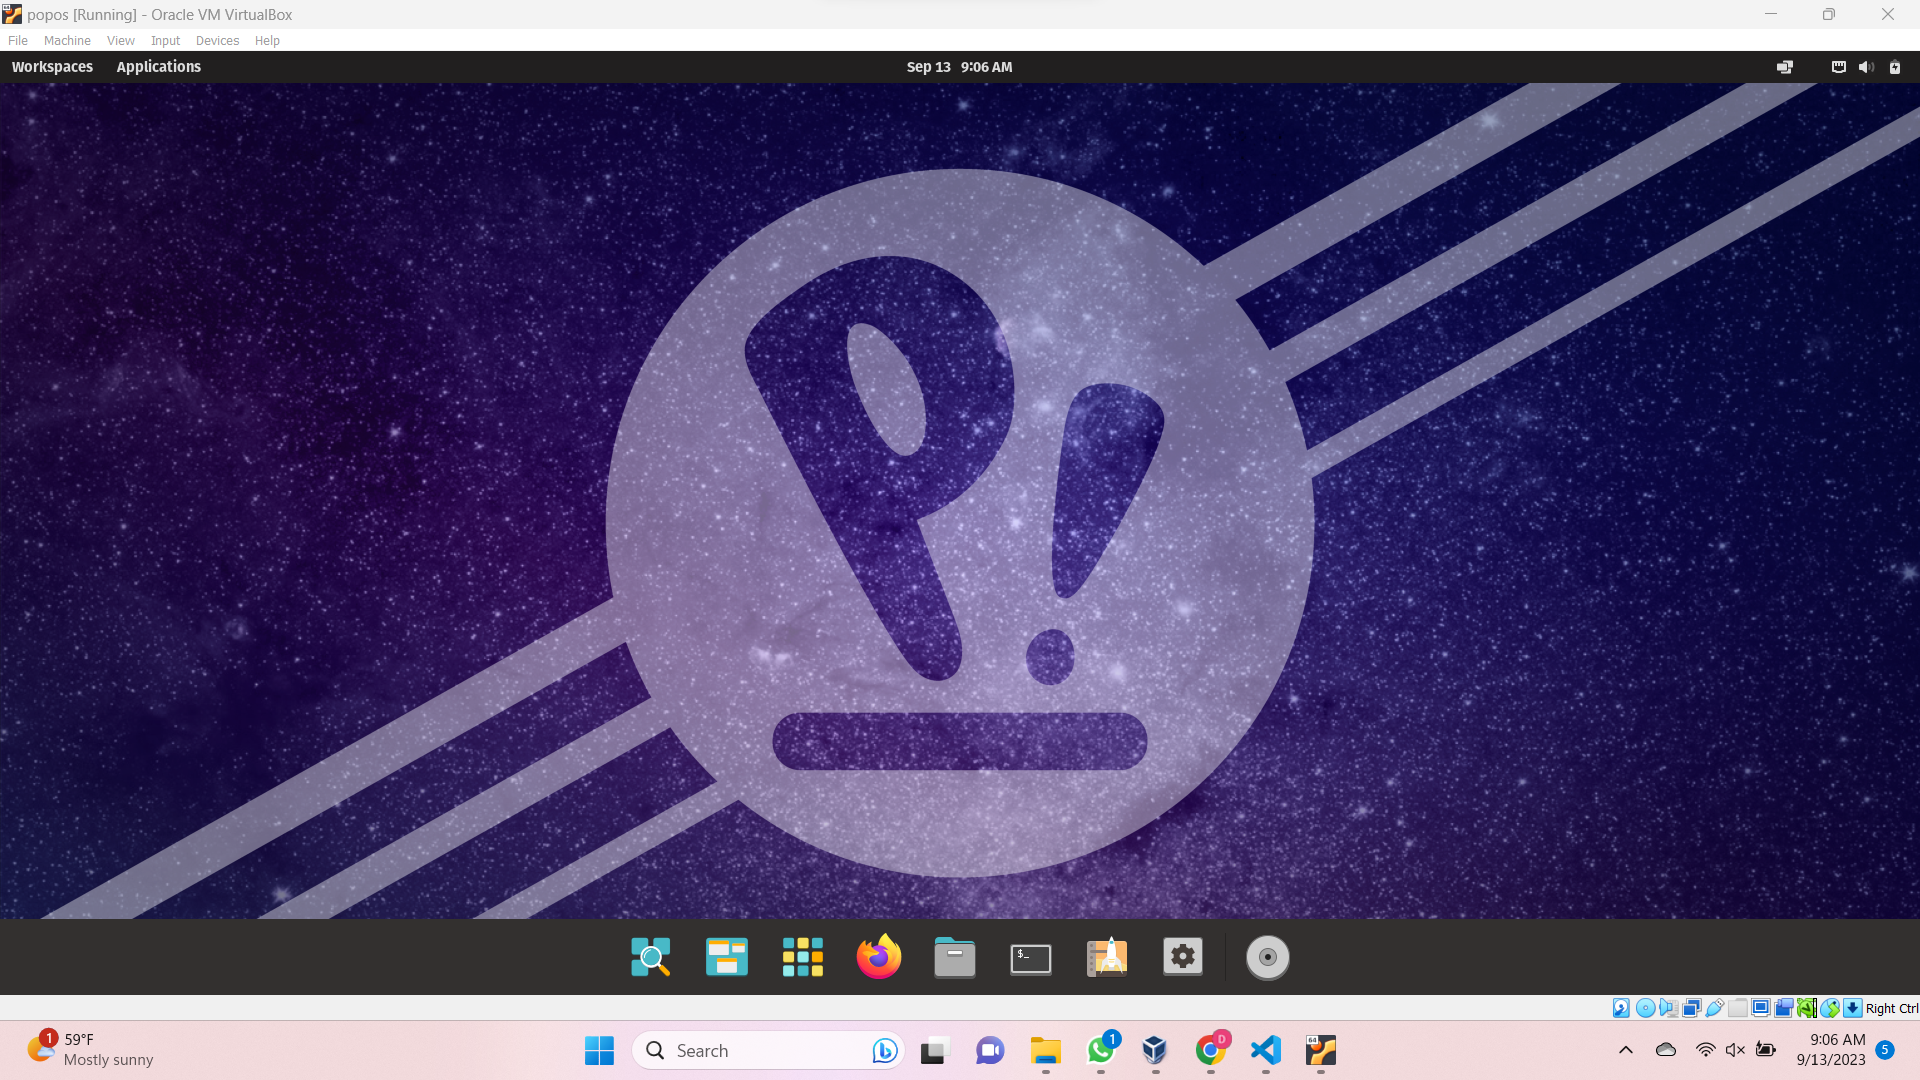 popos [Running] - Oracle VM VirtualBox
File Machine View Input Devices Help
Workspaces Applications Sep 13 9:06 AM
P!
$_
Right Ctrl
1 59°F
Mostly sunny
Search
1
D
64
9:06 AM
9/13/2023
5